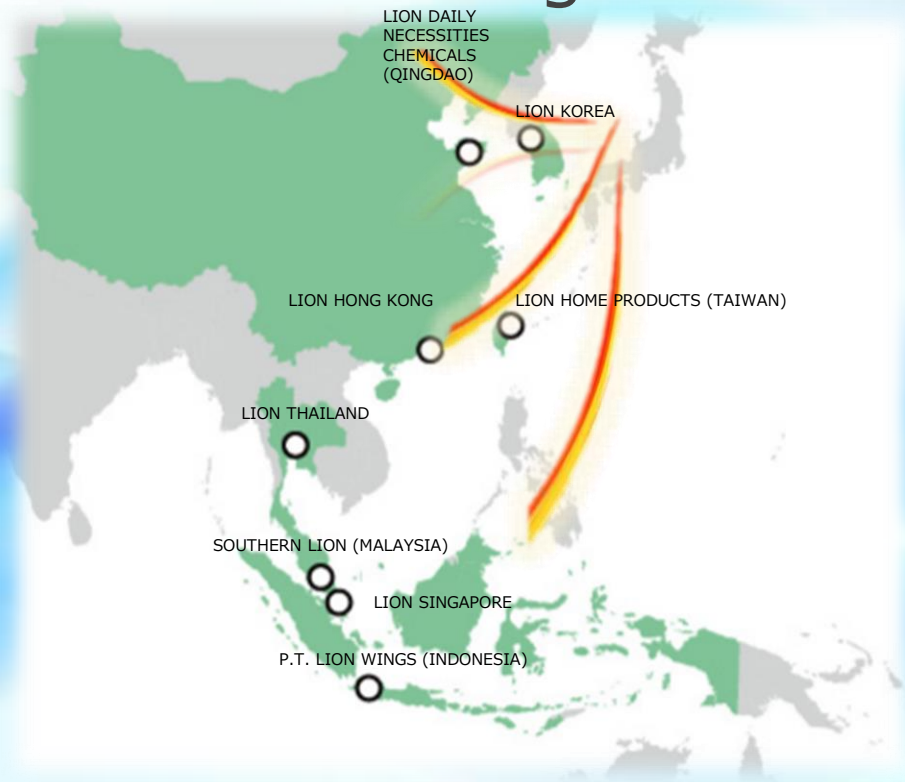 LION DAILY
NECESSITIES
CHEMICALS
(QINGDAO)
LION KOREA
LION HONG KONG
LION HOME PRODUCTS (TAIWAN)
LION THAILAND
SOUTHERN LION (MALAYSIA)
LION SINGAPORE
P.T. LION WINGS (INDONESIA)